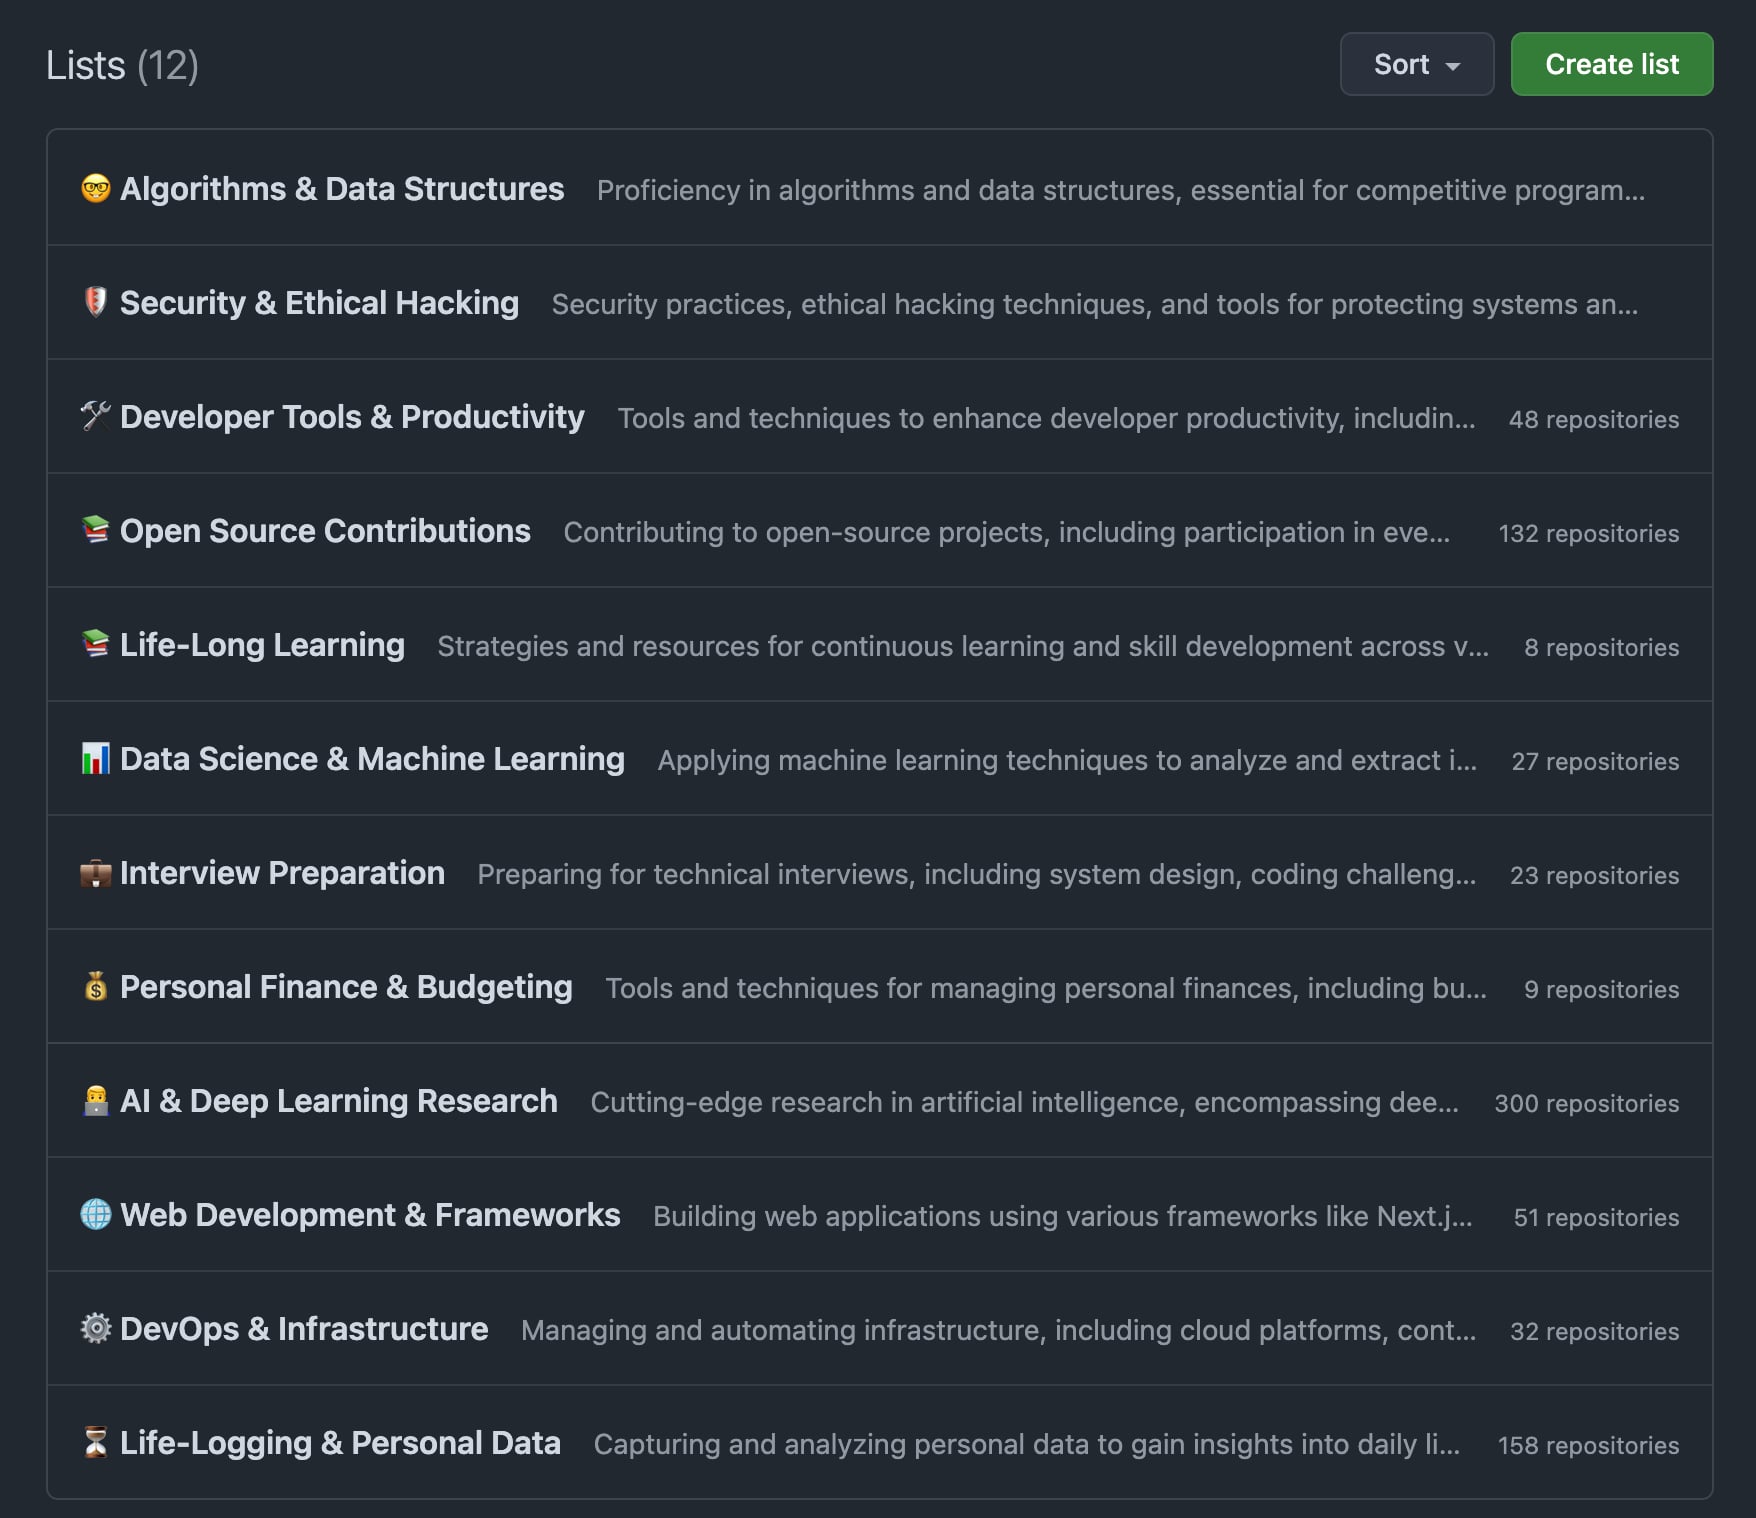 Lists (12)
Sort
Create list
🤓 Algorithms & Data Structures Proficiency in algorithms and data structures, essential for competitive program...
🛡️ Security & Ethical Hacking Security practices, ethical hacking techniques, and tools for protecting systems an...
🛠️ Developer Tools & Productivity Tools and techniques to enhance developer productivity, includin... 48 repositories
📚 Open Source Contributions Contributing to open-source projects, including participation in eve... 132 repositories
📚 Life-Long Learning Strategies and resources for continuous learning and skill development across v... 8 repositories
📊 Data Science & Machine Learning Applying machine learning techniques to analyze and extract i... 27 repositories
💼 Interview Preparation Preparing for technical interviews, including system design, coding challeng... 23 repositories
💰 Personal Finance & Budgeting Tools and techniques for managing personal finances, including bu... 9 repositories
👨‍💻 AI & Deep Learning Research Cutting-edge research in artificial intelligence, encompassing dee... 300 repositories
🌐 Web Development & Frameworks Building web applications using various frameworks like Next.j... 51 repositories
⚙️ DevOps & Infrastructure Managing and automating infrastructure, including cloud platforms, cont... 32 repositories
⏳ Life-Logging & Personal Data Capturing and analyzing personal data to gain insights into daily li... 158 repositories